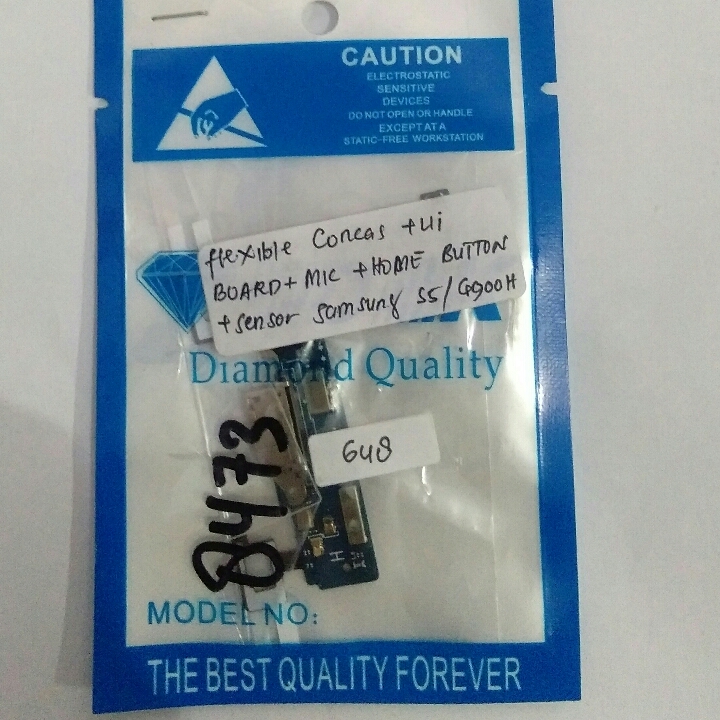 CAUTION
ELECTROSTATIC
SENSITIVE
DEVICES
DO NOT OPEN OR HANDLE
EXCEPT AT A
STATIC-FREE WORKSTATION
flexible Concas + Ui
BOARD + MIC + HOME BUTTON
+ sensor samsung S5/G900H
Diamond Quality
648
8473
MODEL NO:
THE BEST QUALITY FOREVER